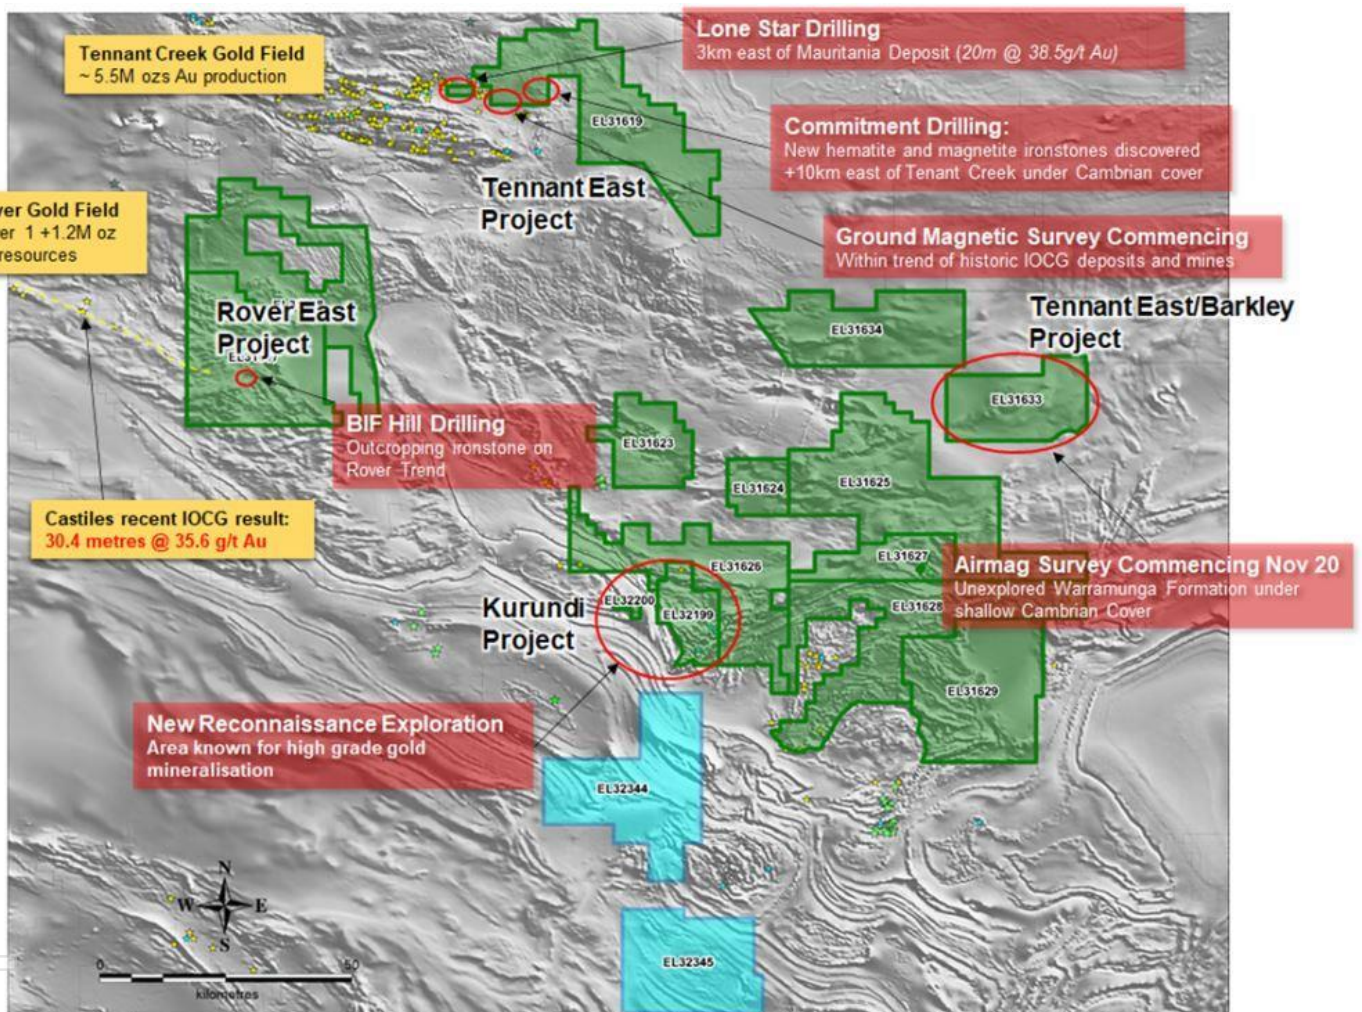 Lone Star Drilling
3km east of Mauritania Deposit (20m @ 38.5g/t Au)
Tennant Creek Gold Field
~ 5.5M ozs Au production
EL31619
Commitment Drilling:
New hematite and magnetite ironstones discovered
+10km east of Tenant Creek under Cambrian cover
Tennant East
Project
ver Gold Field
er 1 +1.2M oz
resources
Ground Magnetic Survey Commencing
Within trend of historic IOCG deposits and mines
Rover East
Project
Tennant East/Barkley
Project
EL31634
EL31633
BIF Hill Drilling
Outcropping ironstone on
Rover Trend
EL31623
EL31624
EL31625
Castiles recent IOCG result:
30.4 metres @ 35.6 g/t Au
EL31627
EL31626
Airmag Survey Commencing Nov 20
Unexplored Warramunga Formation under
shallow Cambrian Cover
Kurundi
Project
EL32200
EL32199
EL31628
EL31629
New Reconnaissance Exploration
Area known for high grade gold
mineralisation
EL32344
N
W E
S
EL32345
0 50
kilometres